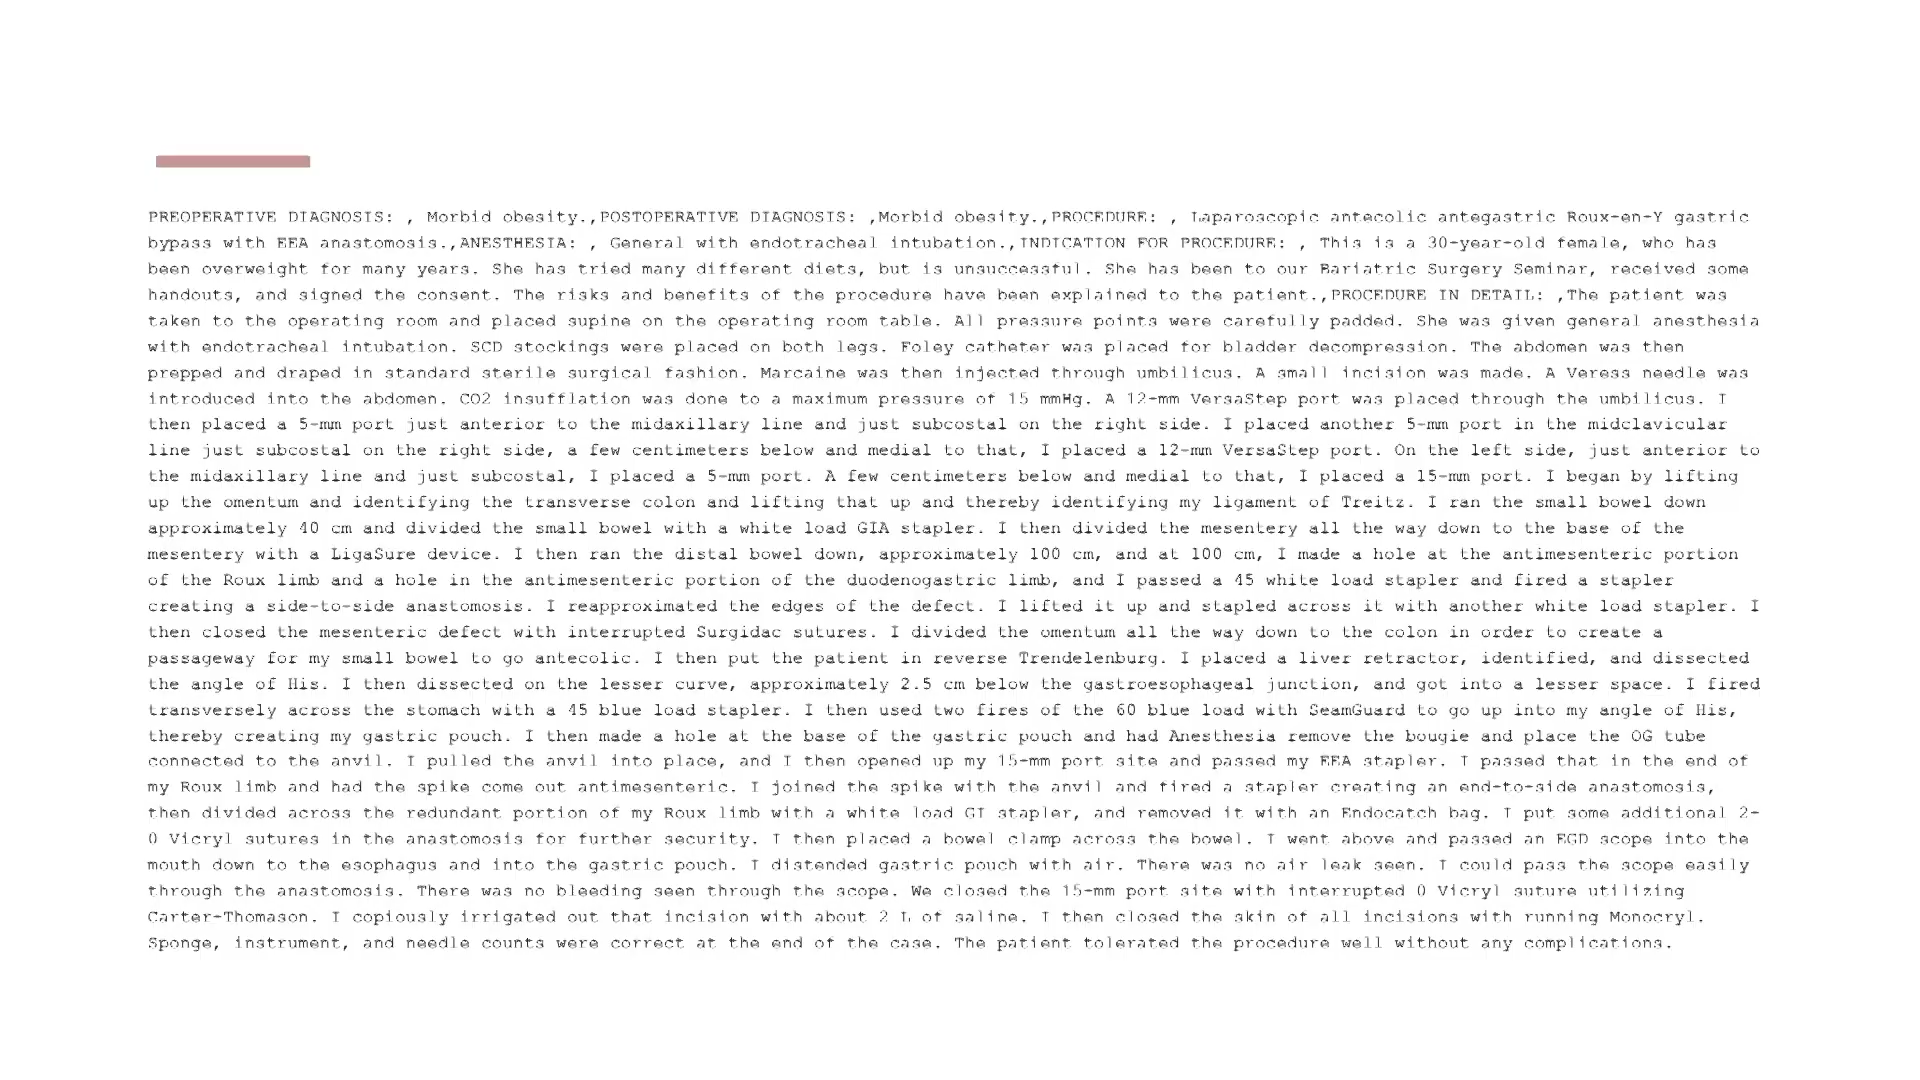 PREOPERATIVE DIAGNOSIS: , Morbid obesity.,POSTOPERATIVE DIAGNOSIS: ,Morbid obesity.,PROCEDURE: , Laparoscopic antecolic antegastric Roux-en-Y gastric
bypass with EEA anastomosis.,ANESTHESIA: , General with endotracheal intubation.,INDICATION FOR PROCEDURE: , This is a 30-year-old female, who has
been overweight for many years. She has tried many different diets, but is unsuccessful. She has been to our Bariatric Surgery Seminar, received some
handouts, and signed the consent. The risks and benefits of the procedure have been explained to the patient.,PROCEDURE IN DETAIL: ,The patient was
taken to the operating room and placed supine on the operating room table. All pressure points were carefully padded. She was given general anesthesia
with endotracheal intubation. SCD stockings were placed on both legs. Foley catheter was placed for bladder decompression. The abdomen was then
prepped and draped in standard sterile surgical fashion. Marcaine was then injected through umbilicus. A small incision was made. A Veress needle was
introduced into the abdomen. CO2 insufflation was done to a maximum pressure of 15 mmHg. A 12-mm VersaStep port was placed through the umbilicus. I
then placed a 5-mm port just anterior to the midaxillary line and just subcostal on the right side. I placed another 5-mm port in the midclavicular
line just subcostal on the right side, a few centimeters below and medial to that, I placed a 12-mm VersaStep port. On the left side, just anterior to
the midaxillary line and just subcostal, I placed a 5-mm port. A few centimeters below and medial to that, I placed a 15-mm port. I began by lifting
up the omentum and identifying the transverse colon and lifting that up and thereby identifying my ligament of Treitz. I ran the small bowel down
approximately 40 cm and divided the small bowel with a white load GIA stapler. I then divided the mesentery all the way down to the base of the
mesentery with a LigaSure device. I then ran the distal bowel down, approximately 100 cm, and at 100 cm, I made a hole at the antimesenteric portion
of the Roux limb and a hole in the antimesenteric portion of the duodenogastric limb, and I passed a 45 white load stapler and fired a stapler
creating a side-to-side anastomosis. I reapproximated the edges of the defect. I lifted it up and stapled across it with another white load stapler. I
then closed the mesenteric defect with interrupted Surgidac sutures. I divided the omentum all the way down to the colon in order to create a
passageway for my small bowel to go antecolic. I then put the patient in reverse Trendelenburg. I placed a liver retractor, identified, and dissected
the angle of His. I then dissected on the lesser curve, approximately 2.5 cm below the gastroesophageal junction, and got into a lesser space. I fired
transversely across the stomach with a 45 blue load stapler. I then used two fires of the 60 blue load with SeamGuard to go up into my angle of His,
thereby creating my gastric pouch. I then made a hole at the base of the gastric pouch and had Anesthesia remove the bougie and place the OG tube
connected to the anvil. I pulled the anvil into place, and I then opened up my 15-mm port site and passed my EEA stapler. I passed that in the end of
my Roux limb and had the spike come out antimesenteric. I joined the spike with the anvil and fired a stapler creating an end-to-side anastomosis,
then divided across the redundant portion of my Roux limb with a white load GI stapler, and removed it with an Endocatch bag. I put some additional 2-
0 Vicryl sutures in the anastomosis for further security. I then placed a bowel clamp across the bowel. I went above and passed an EGD scope into the
mouth down to the esophagus and into the gastric pouch. I distended gastric pouch with air. There was no air leak seen. I could pass the scope easily
through the anastomosis. There was no bleeding seen through the scope. We closed the 15-mm port site with interrupted 0 Vicryl suture utilizing
Carter-Thomason. I copiously irrigated out that incision with about 2 L of saline. I then closed the skin of all incisions with running Monocryl.
Sponge, instrument, and needle counts were correct at the end of the case. The patient tolerated the procedure well without any complications.